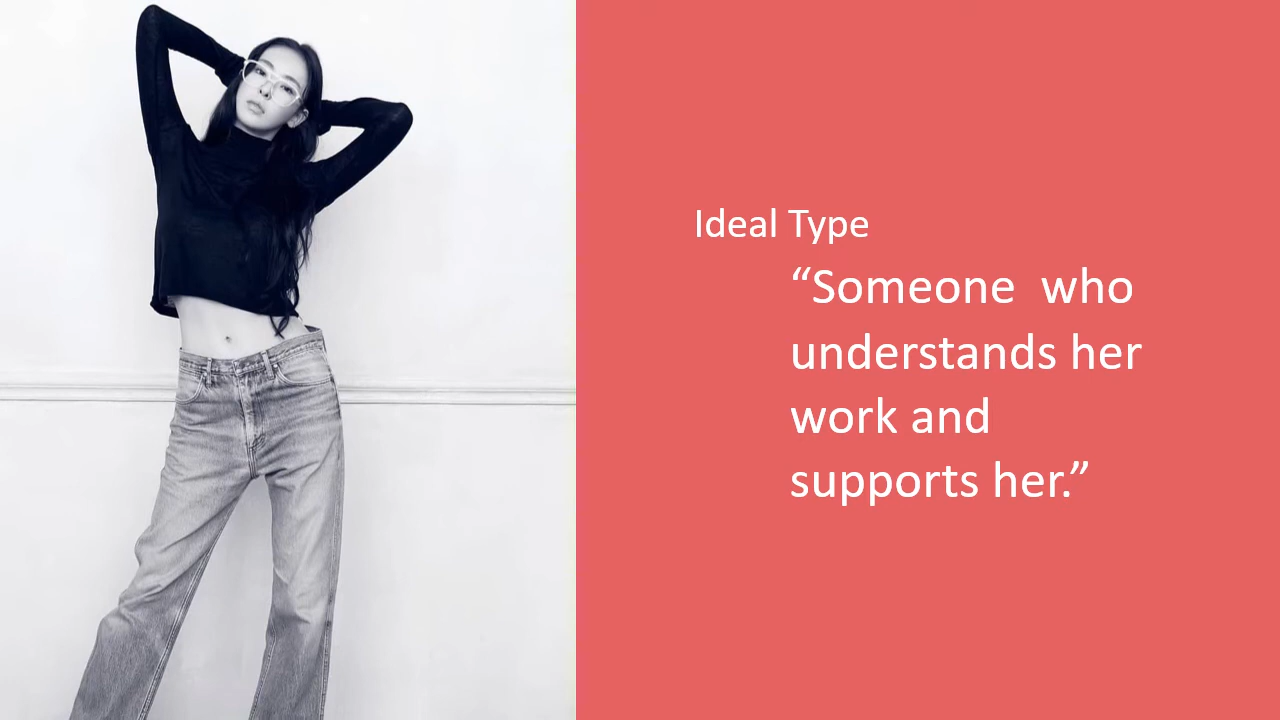 Ideal Type
“Someone  who
understands her
work and
supports her.”